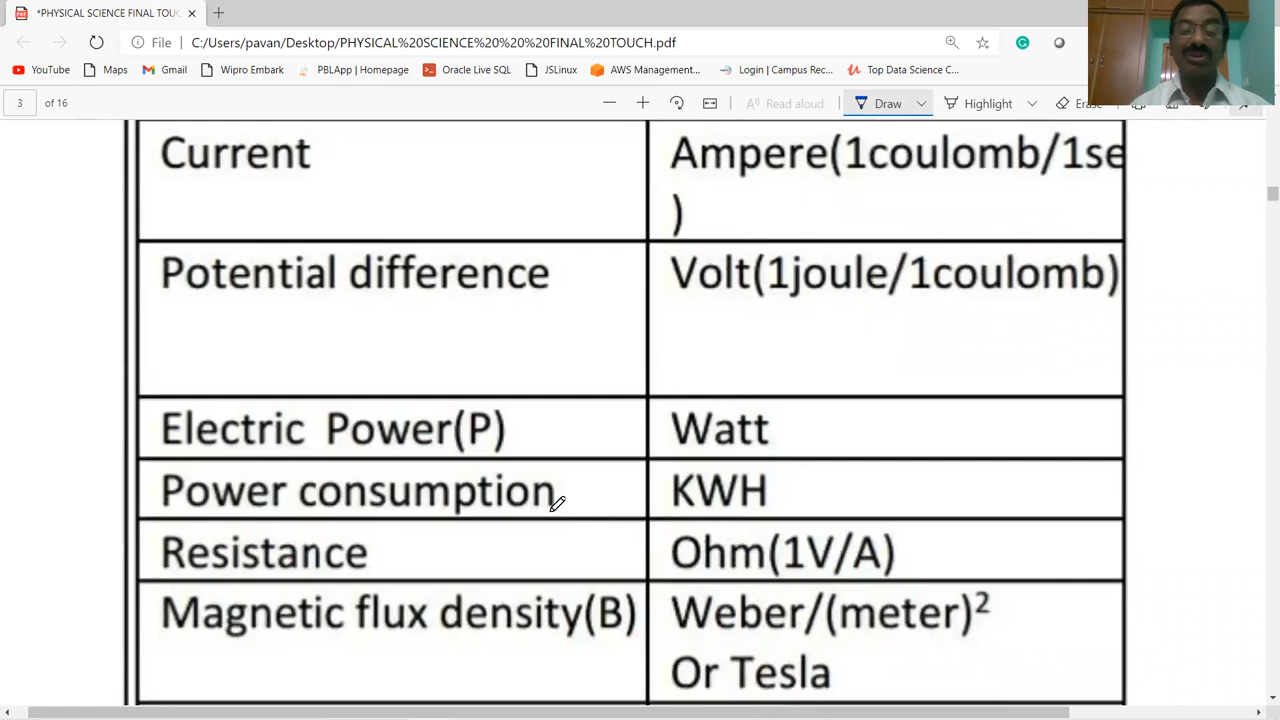 *PHYSICAL SCIENCE FINAL TOUC
File C:/Users/pavan/Desktop/PHYSICAL%20SCIENCE%20%20%20FINAL%20TOUCH.pdf
YouTube Maps Gmail Wipro Embark PBLApp | Homepage Oracle Live SQL JSLinux AWS Management... Login | Campus Rec... Top Data Science C...
3 of 16 Read aloud Draw Highlight Erase
Current Ampere(1coulomb/1se
)
Potential difference Volt(1joule/1coulomb)
Electric Power(P) Watt
Power consumption KWH
Resistance Ohm(1V/A)
Magnetic flux density(B) Weber/(meter)²
Or Tesla